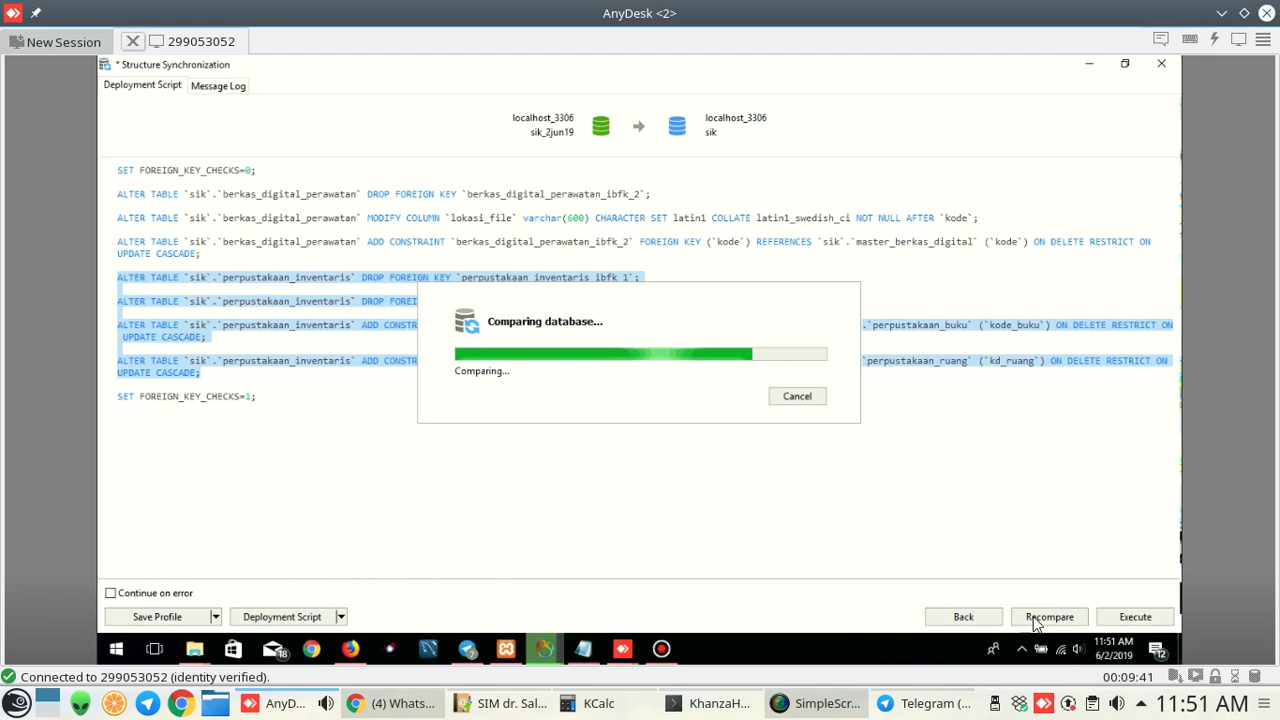 AnyDesk <2>
New Session
299053052
* Structure Synchronization
Deployment Script
Message Log
localhost_3306
sik_2jun19
localhost_3306
sik
SET FOREIGN_KEY_CHECKS=0;
ALTER TABLE `sik`.`berkas_digital_perawatan` DROP FOREIGN KEY `berkas_digital_perawatan_ibfk_2`;
ALTER TABLE `sik`.`berkas_digital_perawatan` MODIFY COLUMN `lokasi_file` varchar(600) CHARACTER SET latin1 COLLATE latin1_swedish_ci NOT NULL AFTER `kode`;
ALTER TABLE `sik`.`berkas_digital_perawatan` ADD CONSTRAINT `berkas_digital_perawatan_ibfk_2` FOREIGN KEY (`kode`) REFERENCES `sik`.`master_berkas_digital` (`kode`) ON DELETE RESTRICT ON
UPDATE CASCADE;
ALTER TABLE `sik`.`perpustakaan_inventaris` DROP FOREIGN KEY `perpustakaan_inventaris_ibfk_1`;
ALTER TABLE `sik`.`perpustakaan_inventaris` DROP FOREI
ALTER TABLE `sik`.`perpustakaan_inventaris` ADD CONSTR .`perpustakaan_buku` (`kode_buku`) ON DELETE RESTRICT ON
UPDATE CASCADE;
ALTER TABLE `sik`.`perpustakaan_inventaris` ADD CONSTR `perpustakaan_ruang` (`kd_ruang`) ON DELETE RESTRICT ON
UPDATE CASCADE;
SET FOREIGN_KEY_CHECKS=1;
Comparing database...
Comparing...
Cancel
Continue on error
Save Profile
Deployment Script
Back
Recompare
Execute
18
11:51 AM
6/2/2019
12
Connected to 299053052 (identity verified).
00:09:41
AnyD...
(4) Whats...
SIM dr. Sal...
KCalc
KhanzaH...
SimpleScr...
Telegram (...
11:51 AM